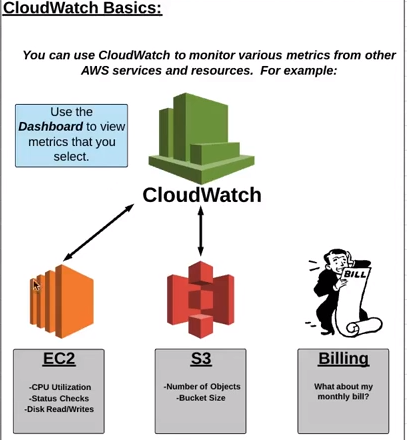 CloudWatch Basics:
You can use CloudWatch to monitor various metrics from other
AWS services and resources.  For example:
Use the
Dashboard to view
metrics that you
select.
CloudWatch
BILL
EC2
-CPU Utilization
-Status Checks
-Disk Read/Writes
S3
-Number of Objects
-Bucket Size
Billing
What about my
monthly bill?